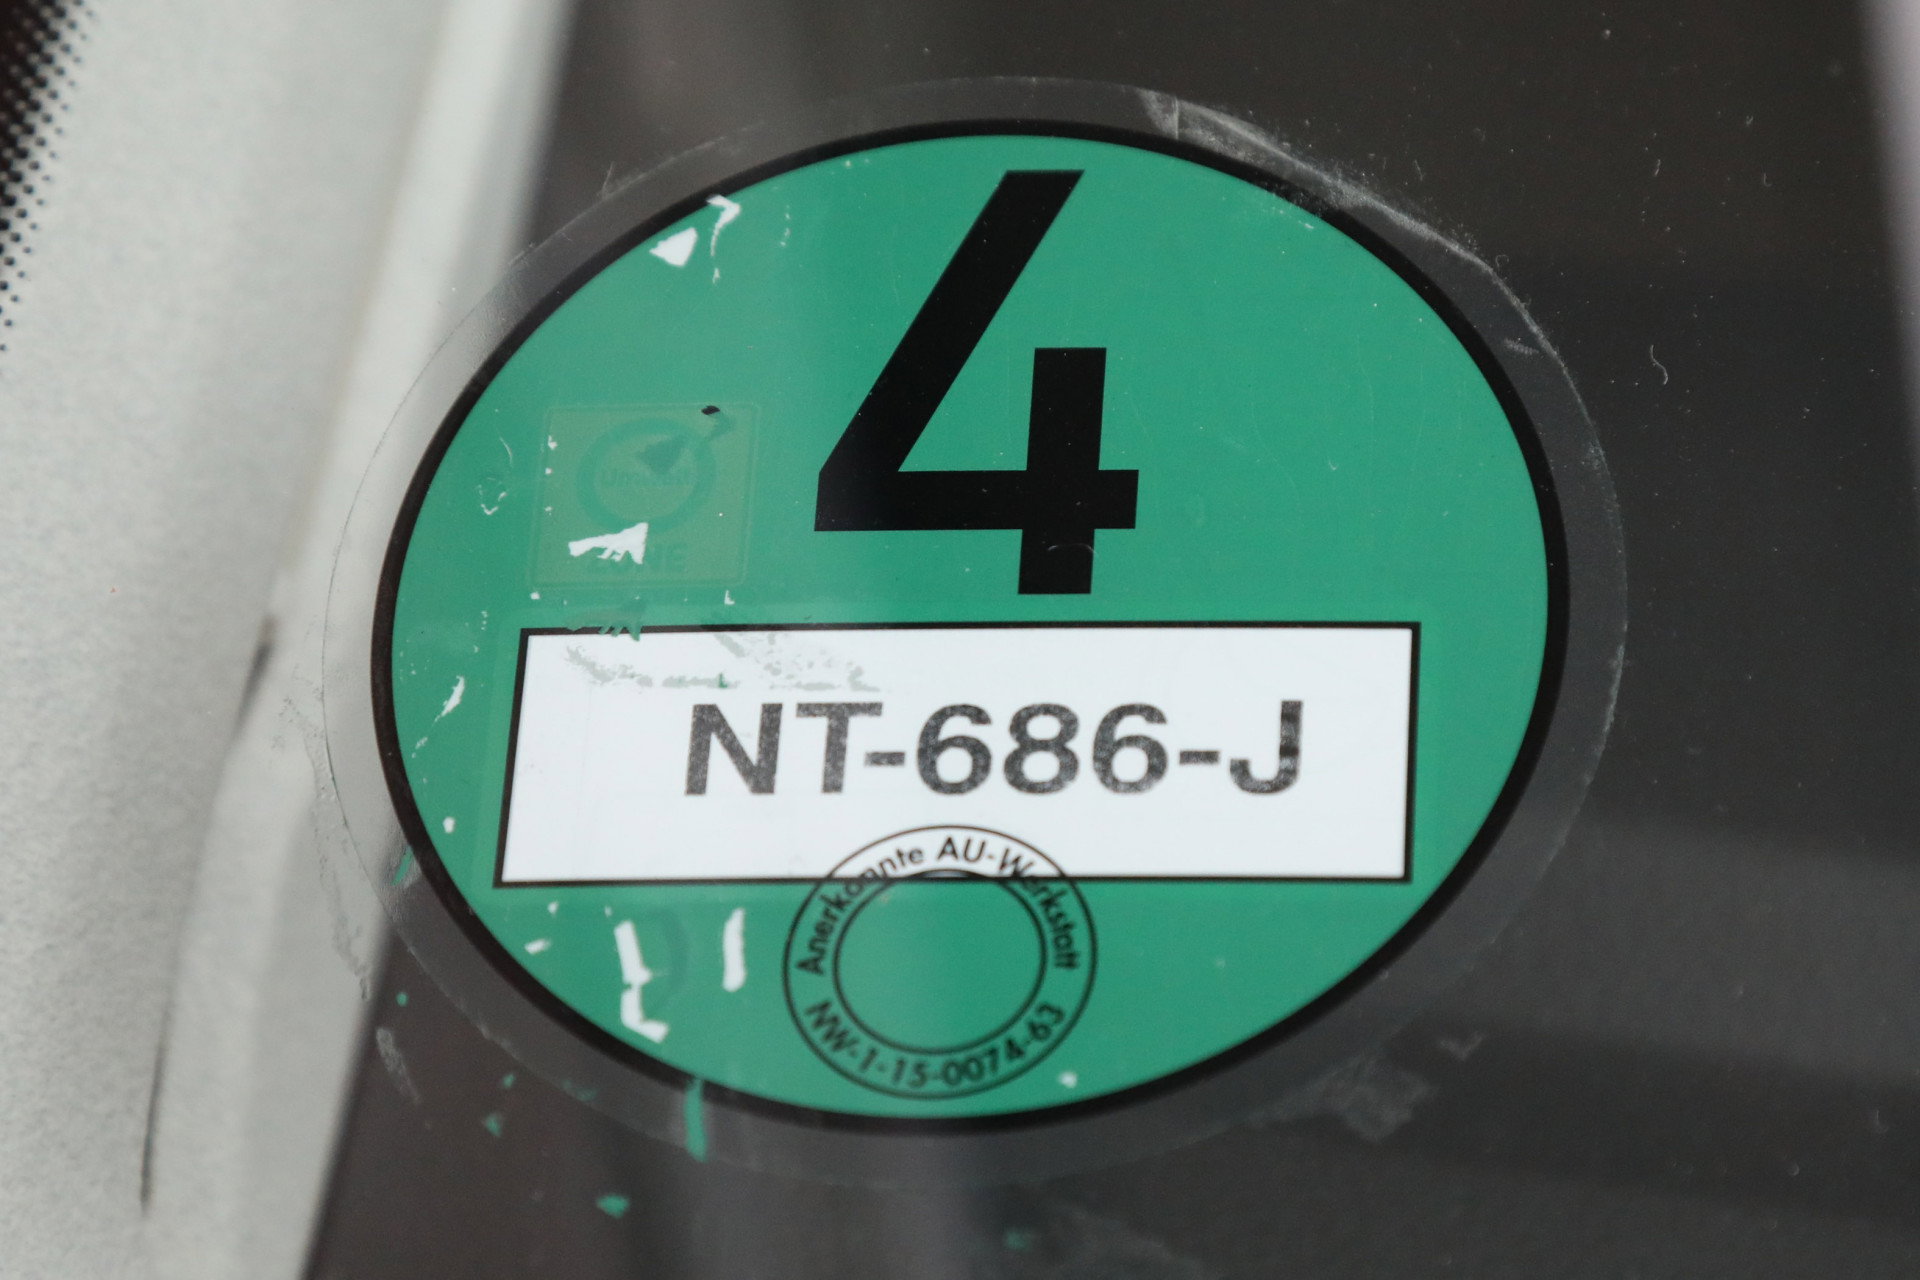 4
NT-686-J
Anerkannte AU-Werkstatt
NW-1-15-0074-63